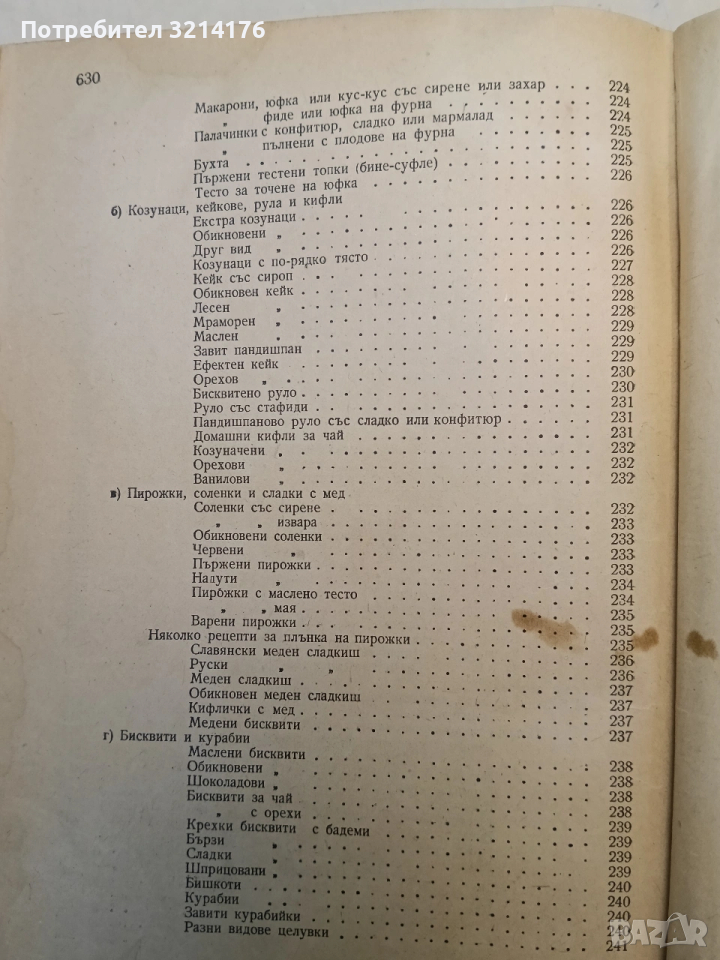 Потребител 3214176
630
Макарони, юфка или кус-кус със сирене или захар . . . 224
„ фиде или юфка на фурна . . . 224
Палачинки с конфитюр, сладко или мармалад . . . 224
„ пълнени с плодове на фурна . . . 225
Бухта . . . 225
Пържени тестени топки (бине-суфле) . . . 225
Тесто за точене на юфка . . . 226
б) Козунаци, кейкове, рула и кифли
Екстра козунаци . . . 226
Обикновени „ . . . 226
Друг вид „ . . . 226
Козунаци с по-рядко тясто . . . 226
Кейк със сироп . . . 227
Обикновен кейк . . . 228
Лесен „ . . . 228
Мраморен „ . . . 228
Маслен „ . . . 229
Завит пандишпан . . . 229
Ефектен кейк . . . 229
Орехов „ . . . 230
Бисквитено руло . . . 230
Руло със стафиди . . . 231
Пандишпаново руло със сладко или конфитюр . . . 231
Домашни кифли за чай . . . 231
Козуначени „ . . . 232
Орехови „ . . . 232
Ванилови „ . . . 232
в) Пирожки, соленки и сладки с мед
Соленки със сирене . . . 232
„ „ извара . . . 233
Обикновени соленки . . . 233
Червени „ . . . 233
Пържени пирожки . . . 233
Напути „ . . . 234
Пирожки с маслено тесто . . . 234
„ „ мая . . . 235
Варени пирожки . . . 235
Няколко рецепти за плънка на пирожки . . . 235
Славянски меден сладкиш . . . 236
Руски „ „ . . . 236
Меден сладкиш . . . 237
Обикновен меден сладкиш . . . 237
Кифлички с мед . . . 237
Медени бисквити . . . 237
г) Бисквити и курабии
Маслени бисквити . . . 238
Обикновени „ . . . 238
Шоколадови „ . . . 238
Бисквити за чай . . . 238
„ с орехи . . . 239
Крехки бисквити с бадеми . . . 239
Бързи „ . . . 239
Сладки „ . . . 239
Шприцовани „ . . . 240
Бишкоти . . . 240
Курабии „ . . . 240
Завити курабийки . . . 240
Разни видове целувки . . . 241
BAZAR